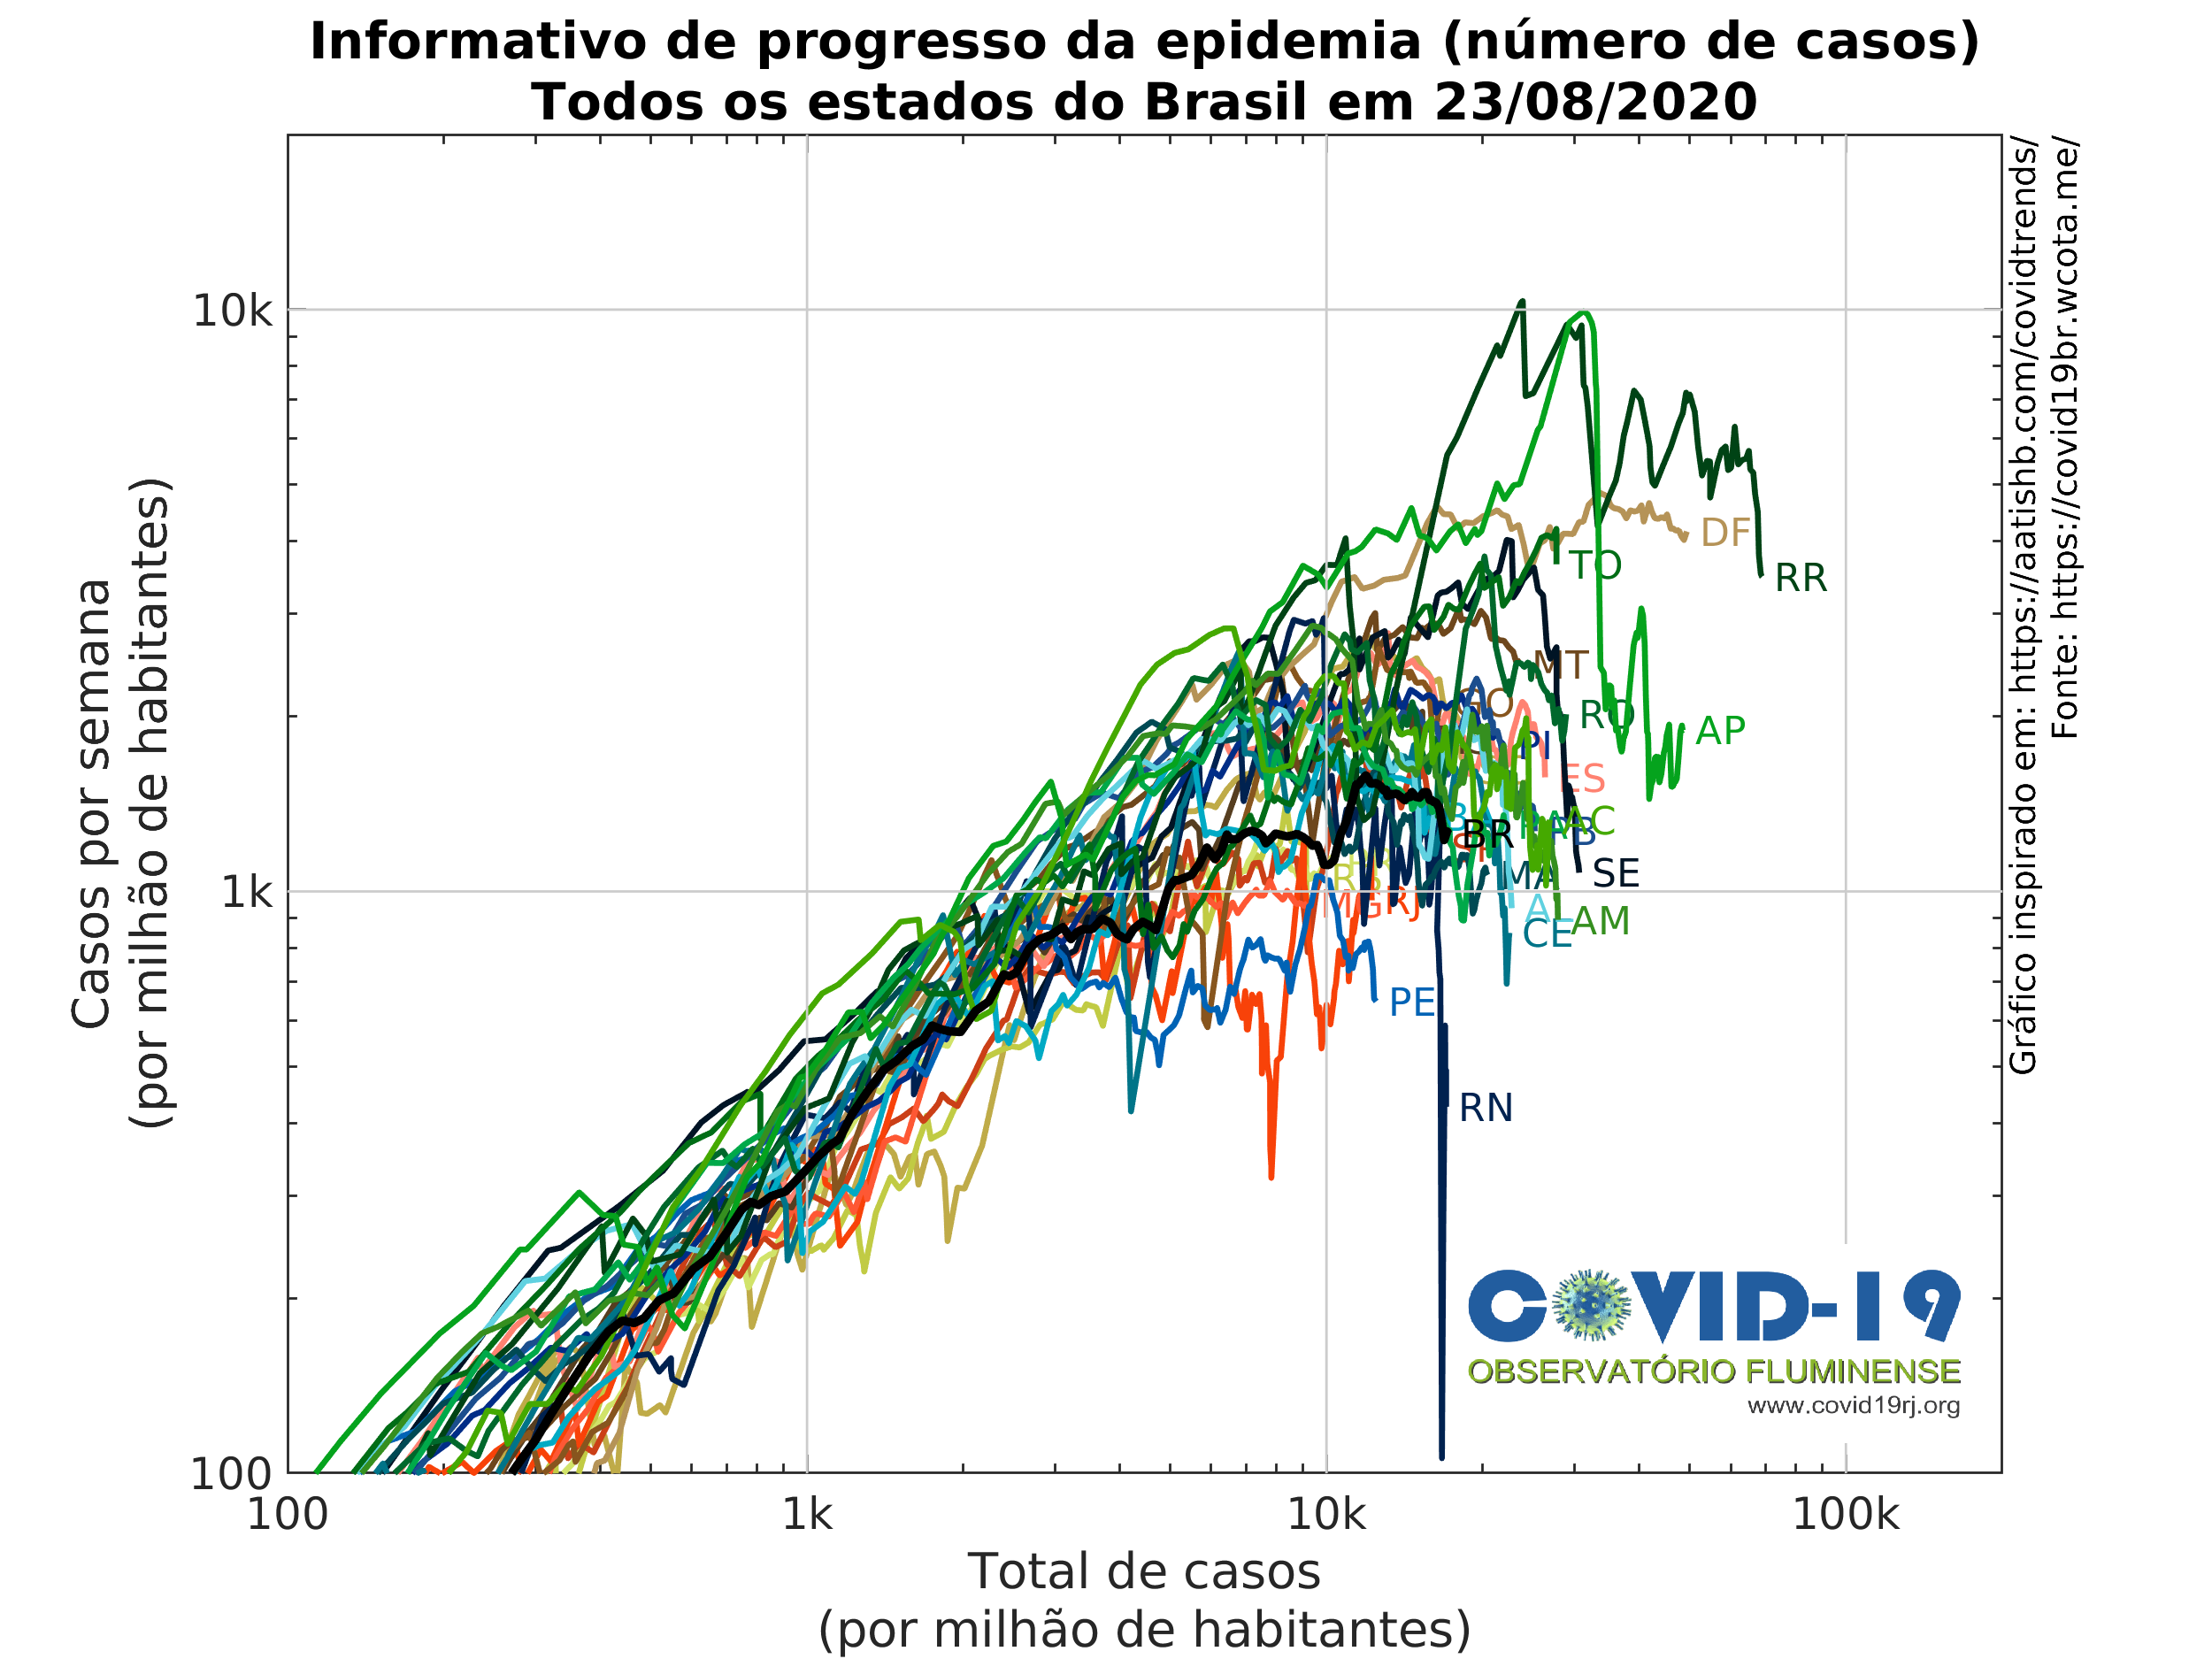 Informativo de progresso da epidemia (número de casos)
Todos os estados do Brasil em 23/08/2020
Gráfico inspirado em: https://aatishb.com/covidtrends/
Fonte: https://covid19br.wcota.me/
Casos por semana
(por milhão de habitantes)
10k
1k
100
DF
TO
RR
MT
GO
RO
AP
PI
ES
AC
PB
BR
SE
MA
RS
MG
RJ
AM
CE
PE
RN
COVID-19
OBSERVATÓRIO FLUMINENSE
www.covid19rj.org
100
1k
10k
100k
Total de casos
(por milhão de habitantes)